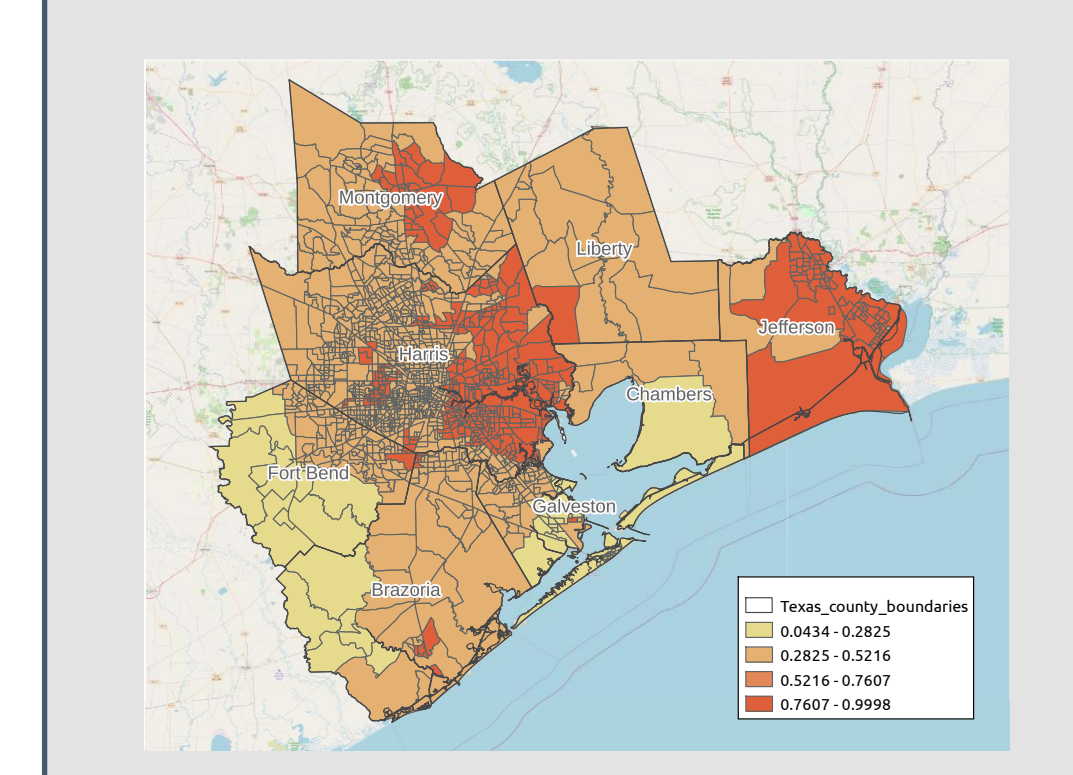 Montgomery
Liberty
Jefferson
Harris
Chambers
Fort Bend
Galveston
Brazoria
Texas_county_boundaries
0.0434 - 0.2825
0.2825 - 0.5216
0.5216 - 0.7607
0.7607 - 0.9998